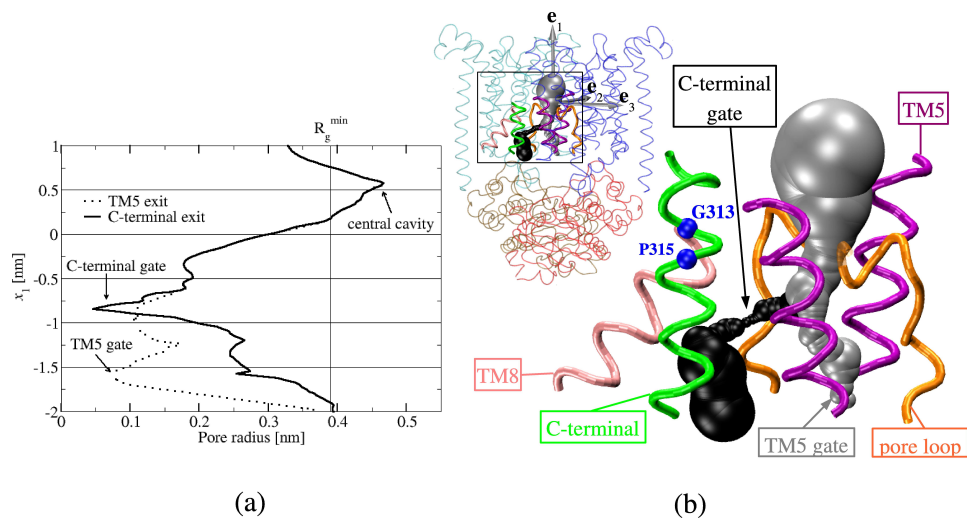 R_g^min
1
0.5
0
-0.5
-1
-1.5
-2
x_1 [nm]
TM5 exit
C-terminal exit
central cavity
C-terminal gate
TM5 gate
0
0.1
0.2
0.3
0.4
0.5
Pore radius [nm]
(a)
e_1
e_2
e_3
C-terminal
gate
TM5
G313
P315
TM8
C-terminal
TM5 gate
pore loop
(b)